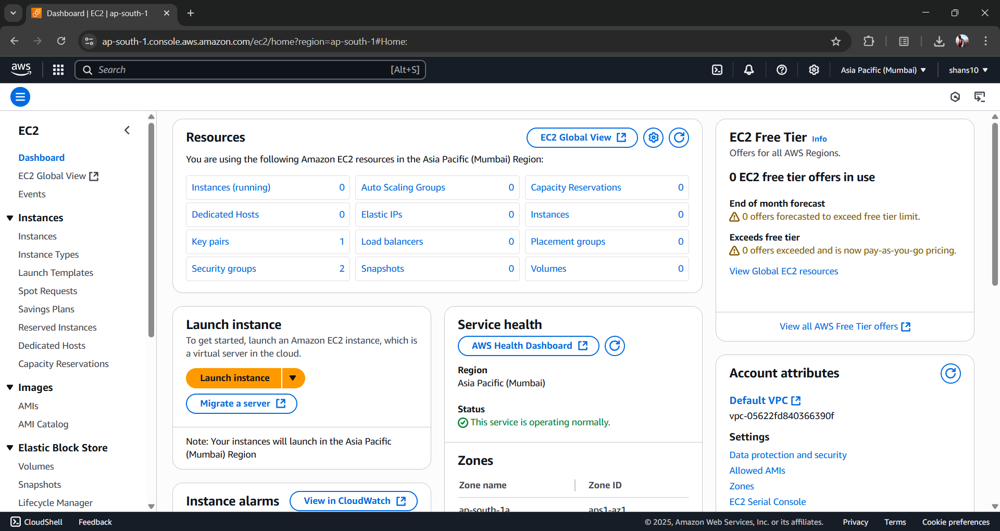 Dashboard | EC2 | ap-south-1
ap-south-1.console.aws.amazon.com/ec2/home?region=ap-south-1#Home:
aws
Search
[Alt+S]
Asia Pacific (Mumbai)
shans10
EC2
Dashboard
EC2 Global View
Events
Instances
Instances
Instance Types
Launch Templates
Spot Requests
Savings Plans
Reserved Instances
Dedicated Hosts
Capacity Reservations
Images
AMIs
AMI Catalog
Elastic Block Store
Volumes
Snapshots
Lifecycle Manager
Resources
EC2 Global View
You are using the following Amazon EC2 resources in the Asia Pacific (Mumbai) Region:
Instances (running) 0
Auto Scaling Groups 0
Capacity Reservations 0
Dedicated Hosts 0
Elastic IPs 0
Instances 0
Key pairs 1
Load balancers 0
Placement groups 0
Security groups 2
Snapshots 0
Volumes 0
Launch instance
To get started, launch an Amazon EC2 instance, which is
a virtual server in the cloud.
Launch instance
Migrate a server
Note: Your instances will launch in the Asia Pacific
(Mumbai) Region
Instance alarms
View in CloudWatch
Service health
AWS Health Dashboard
Region
Asia Pacific (Mumbai)
Status
This service is operating normally.
Zones
Zone name
Zone ID
ap-south-1a
aps1-az1
EC2 Free Tier Info
Offers for all AWS Regions.
0 EC2 free tier offers in use
End of month forecast
0 offers forecasted to exceed free tier limit.
Exceeds free tier
0 offers exceeded and is now pay-as-you-go pricing.
View Global EC2 resources
View all AWS Free Tier offers
Account attributes
Default VPC
vpc-05622fd840366390f
Settings
Data protection and security
Allowed AMIs
Zones
EC2 Serial Console
CloudShell
Feedback
© 2025, Amazon Web Services, Inc. or its affiliates.
Privacy
Terms
Cookie preferences